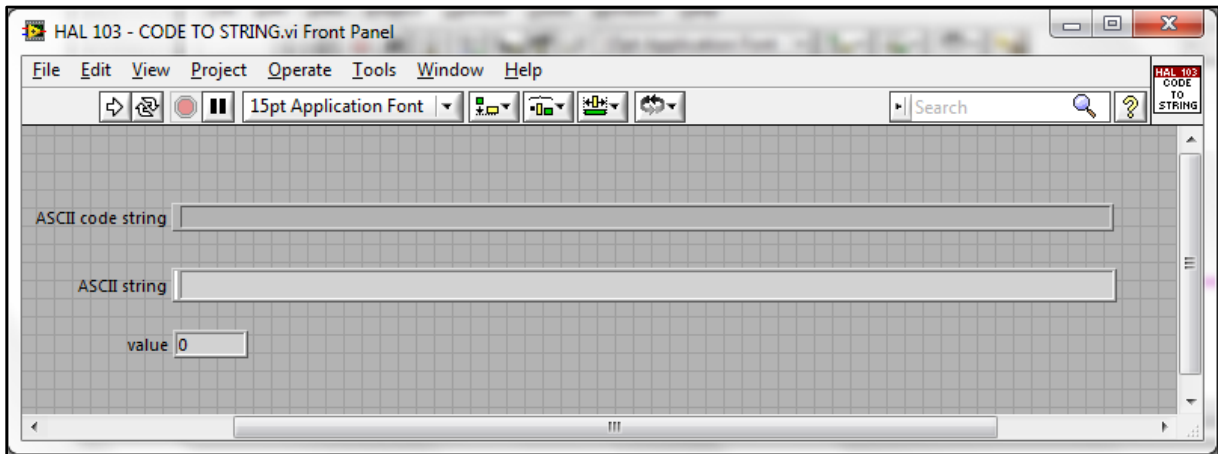 HAL 103 - CODE TO STRING.vi Front Panel
File Edit View Project Operate Tools Window Help
15pt Application Font Search
HAL 103
CODE
TO
STRING
ASCII code string
ASCII string
value 0